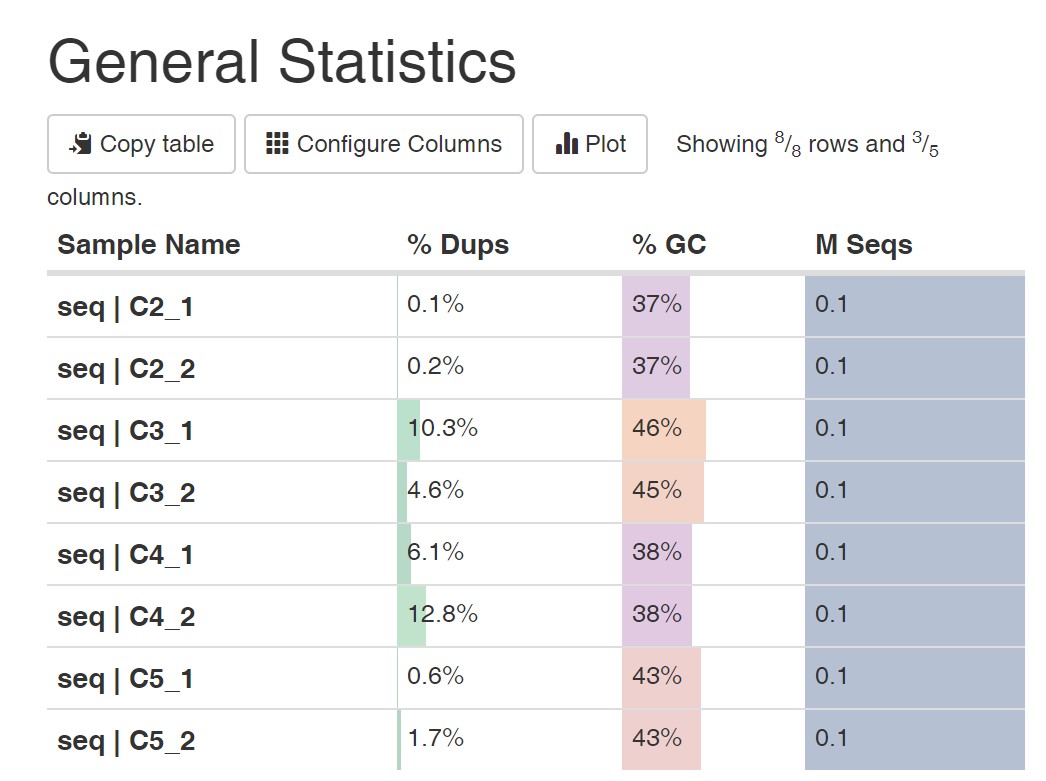 General Statistics
Copy table Configure Columns Plot Showing 8/8 rows and 3/5
columns.
Sample Name % Dups % GC M Seqs
seq | C2_1 0.1% 37% 0.1
seq | C2_2 0.2% 37% 0.1
seq | C3_1 10.3% 46% 0.1
seq | C3_2 4.6% 45% 0.1
seq | C4_1 6.1% 38% 0.1
seq | C4_2 12.8% 38% 0.1
seq | C5_1 0.6% 43% 0.1
seq | C5_2 1.7% 43% 0.1